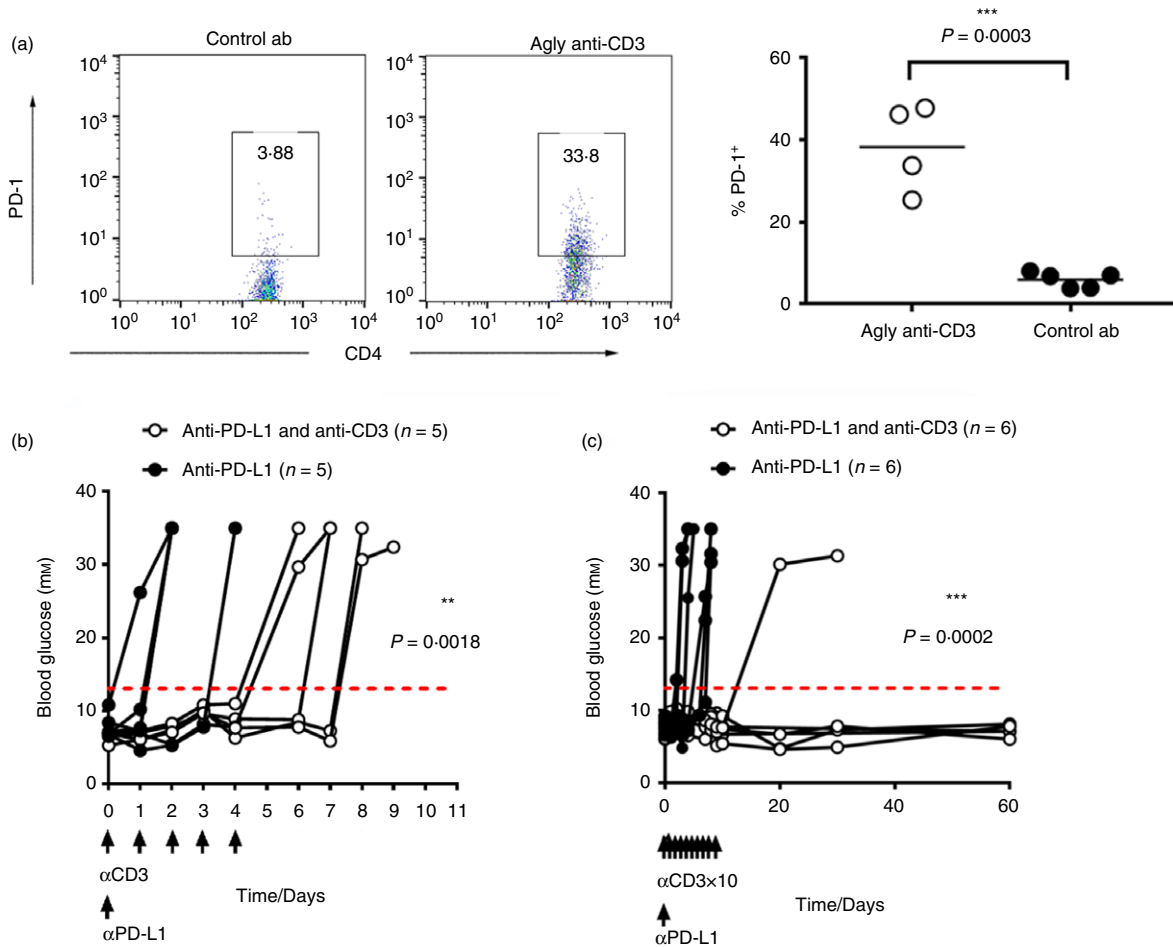 (a)
Control ab
Agly anti-CD3
PD-1
10⁴
10³
10²
10¹
10⁰
3·88
10⁰ 10¹ 10² 10³ 10⁴
10⁴
10³
10²
10¹
10⁰
33·8
10⁰ 10¹ 10² 10³ 10⁴
CD4
***
P = 0·0003
% PD-1⁺
60
40
20
0
Agly anti-CD3 Control ab
(b)
Anti-PD-L1 and anti-CD3 (n = 5)
Anti-PD-L1 (n = 5)
Blood glucose (mM)
40
30
20
10
0
**
P = 0·0018
0 1 2 3 4 5 6 7 8 9 10 11
αCD3
Time/Days
αPD-L1
(c)
Anti-PD-L1 and anti-CD3 (n = 6)
Anti-PD-L1 (n = 6)
Blood glucose (mM)
40
30
20
10
0
***
P = 0·0002
0 20 40 60
αCD3×10
Time/Days
αPD-L1